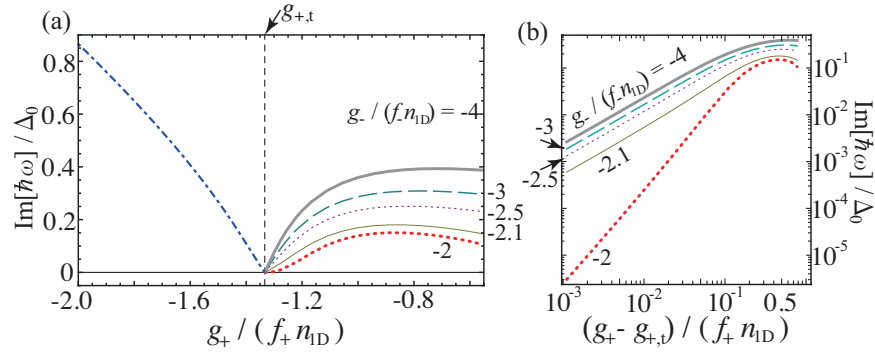 (a)
g₊,ₜ
0.8
0.6
0.4
0.2
0
Im[ħω] / Δ₀
g₋ / (f₋n₁D) = -4
-3
-2.5
-2.1
-2
-2.0 -1.6 -1.2 -0.8
g₊ / (f₊ n₁D)
(b)
g₋ / (f₋n₁D) = -4
-3
-2.5
-2.1
-2
10⁻¹
10⁻²
10⁻³
10⁻⁴
10⁻⁵
Im[ħω] / Δ₀
10⁻³ 10⁻² 10⁻¹ 0.5
(g₊- g₊,ₜ) / (f₊ n₁D)